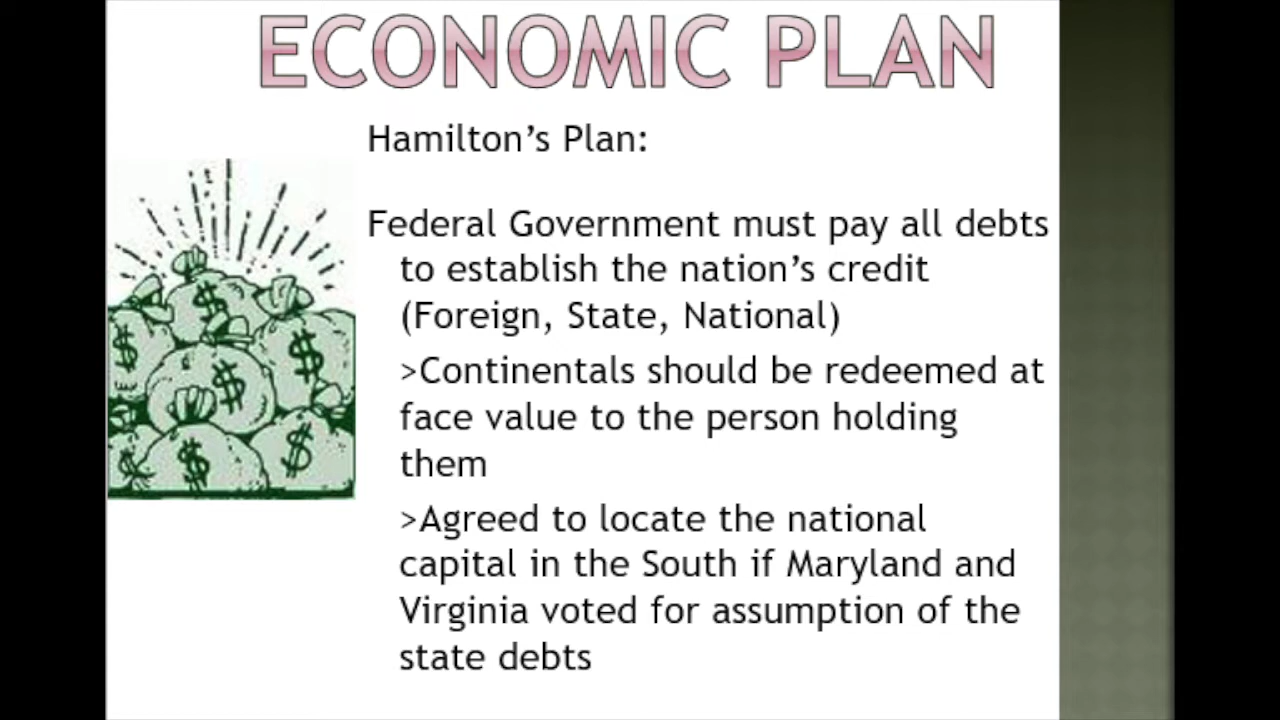 ECONOMIC PLAN
Hamilton’s Plan:
Federal Government must pay all debts
to establish the nation’s credit
(Foreign, State, National)
>Continentals should be redeemed at
face value to the person holding
them
>Agreed to locate the national
capital in the South if Maryland and
Virginia voted for assumption of the
state debts